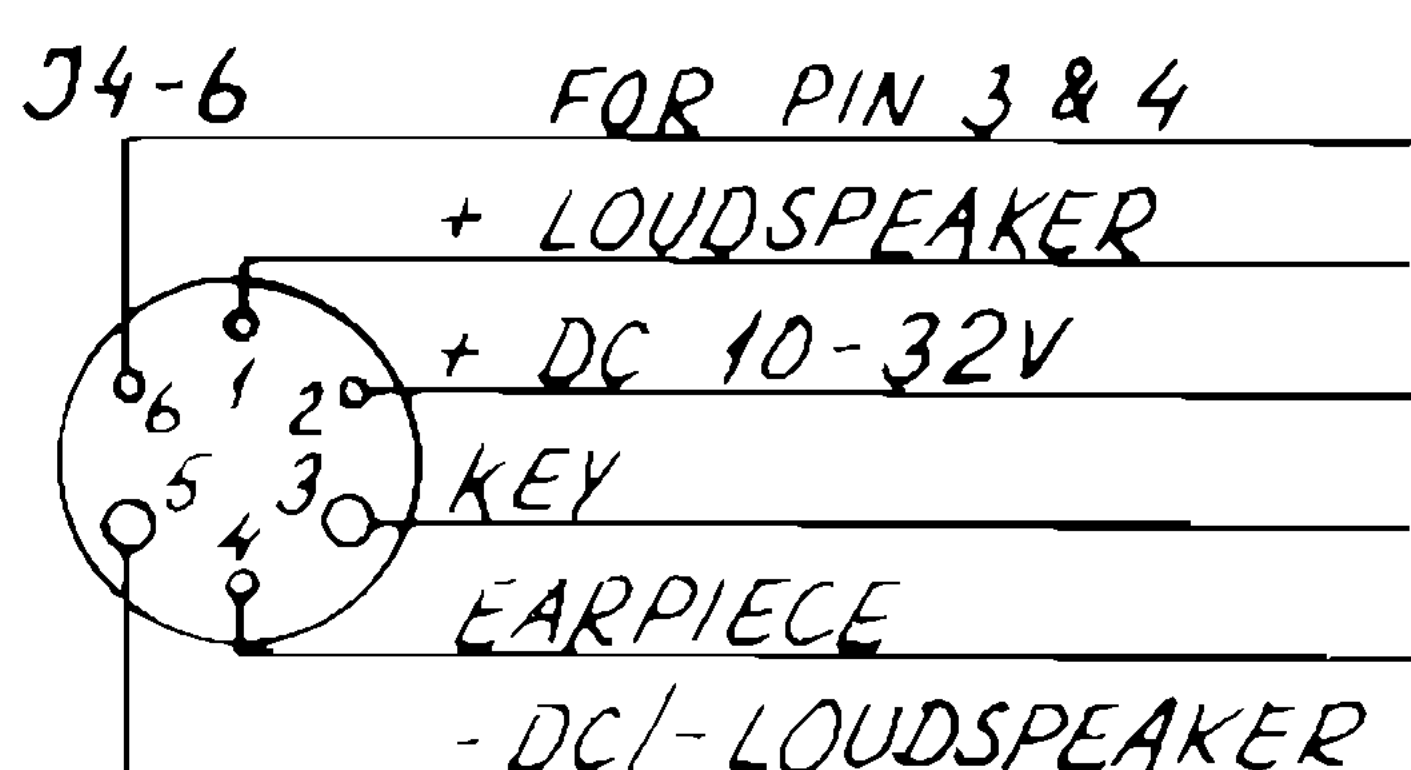 J4-6
FOR PIN 3 & 4
+ LOUDSPEAKER
+ DC 10-32V
1
6
2
KEY
5
3
4
EARPIECE
- DC/- LOUDSPEAKER